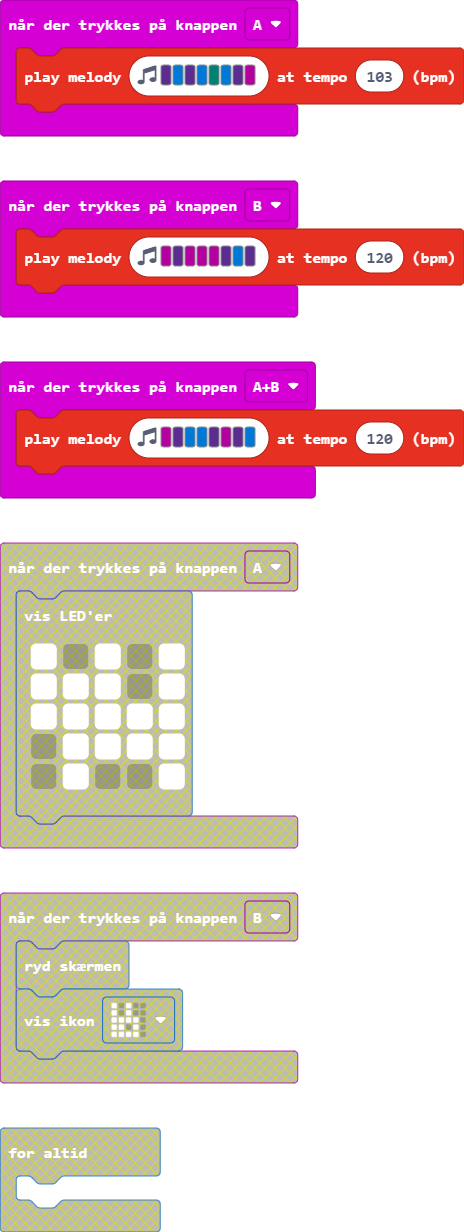 når der trykkes på knappen A
play melody at tempo 103 (bpm)
når der trykkes på knappen B
play melody at tempo 120 (bpm)
når der trykkes på knappen A+B
play melody at tempo 120 (bpm)
når der trykkes på knappen A
vis LED'er
når der trykkes på knappen B
ryd skærmen
vis ikon
for altid